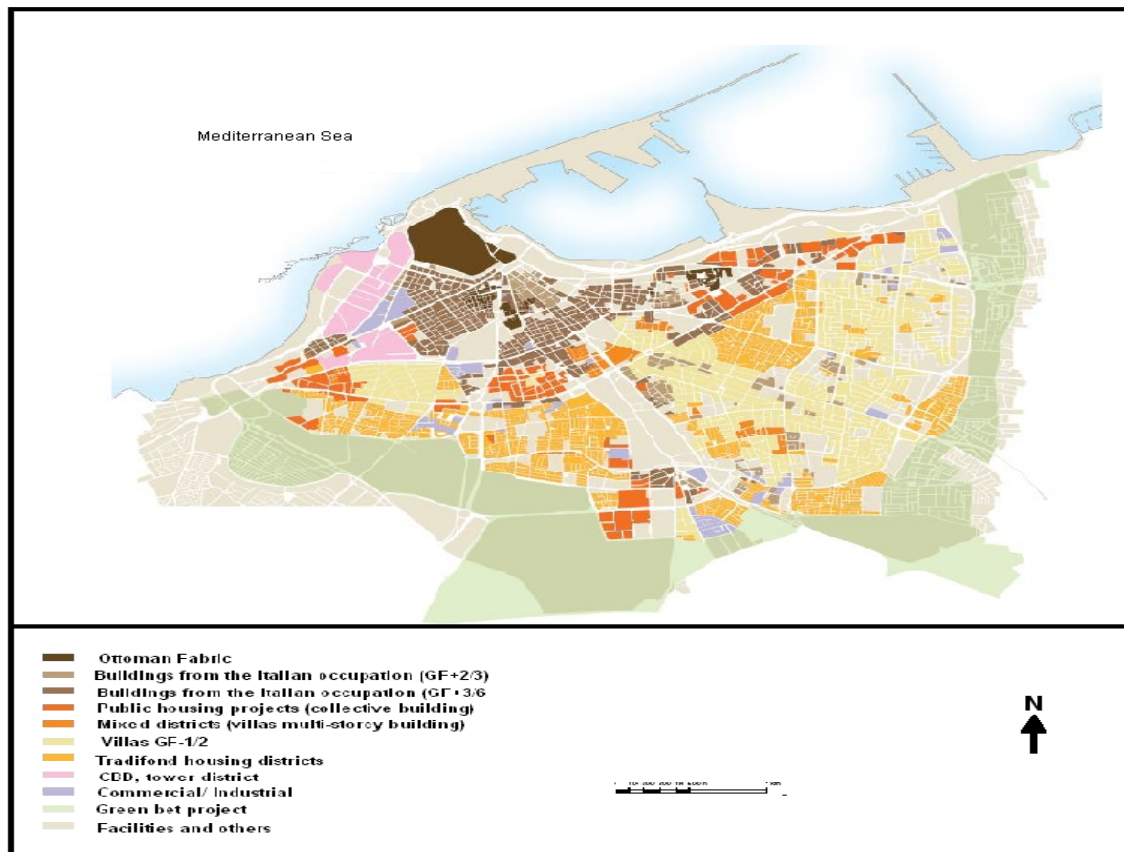 Mediterranean Sea
Ottoman Fabric
Buildings from the Italian occupation (GF+2/3)
Buildings from the Italian occupation (GF+3/6
Public housing projects (collective building)
Mixed districts (villas multi-storey building)
Villas GF-1/2
Tradifond housing districts
CBD, tower district
Commercial/ Industrial
Green bet project
Facilities and others
N